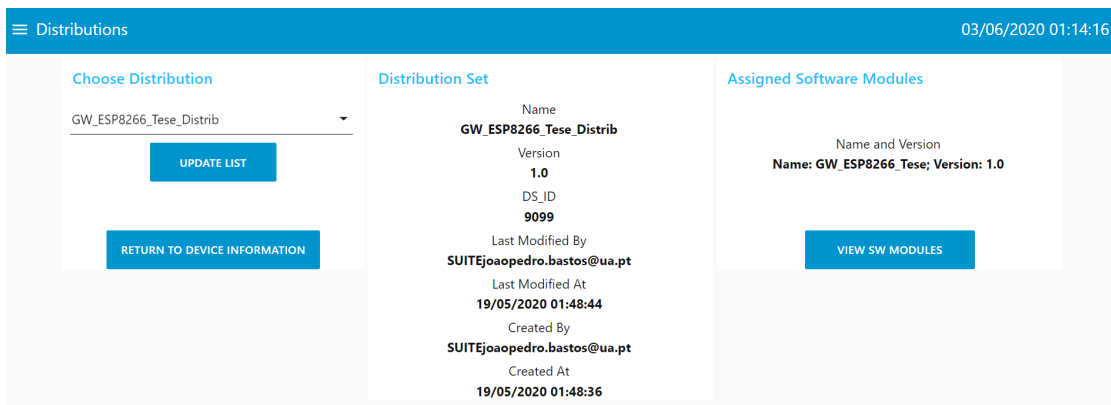 Distributions
03/06/2020 01:14:16
Choose Distribution
GW_ESP8266_Tese_Distrib
UPDATE LIST
RETURN TO DEVICE INFORMATION
Distribution Set
Name
GW_ESP8266_Tese_Distrib
Version
1.0
DS_ID
9099
Last Modified By
SUITEjoaopedro.bastos@ua.pt
Last Modified At
19/05/2020 01:48:44
Created By
SUITEjoaopedro.bastos@ua.pt
Created At
19/05/2020 01:48:36
Assigned Software Modules
Name and Version
Name: GW_ESP8266_Tese; Version: 1.0
VIEW SW MODULES